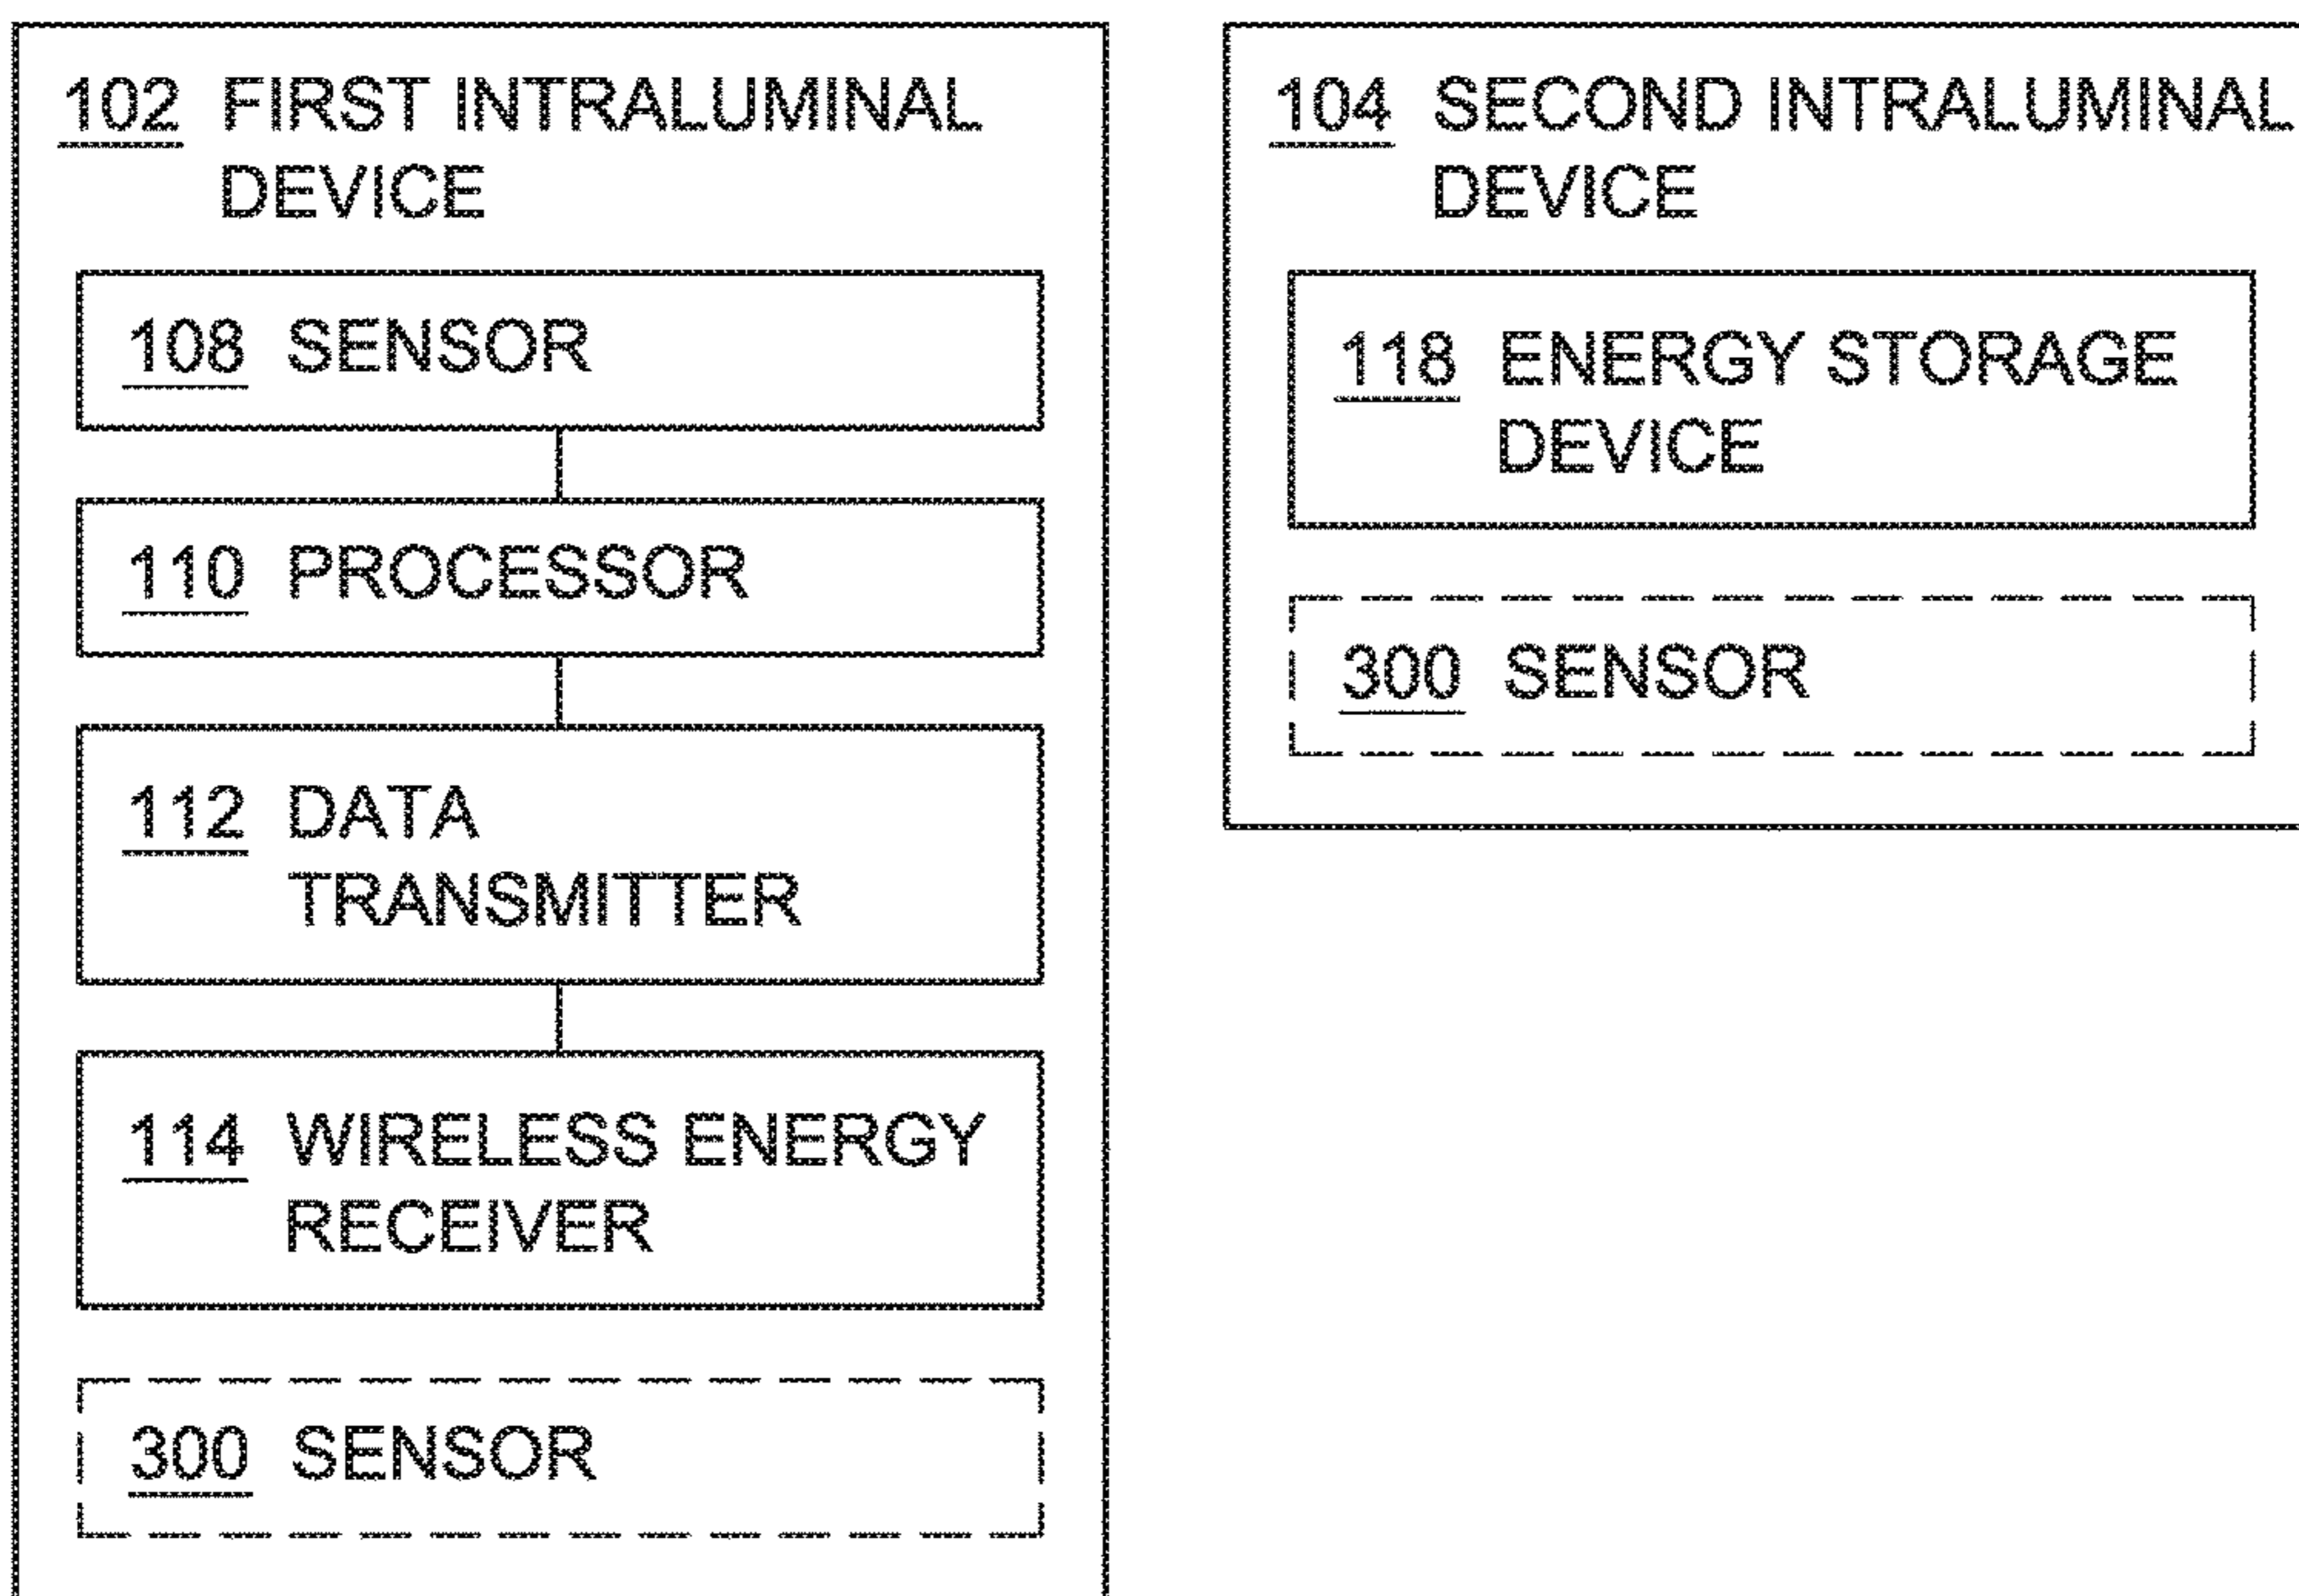 102 FIRST INTRALUMINAL
DEVICE
108 SENSOR
110 PROCESSOR
112 DATA
TRANSMITTER
114 WIRELESS ENERGY
RECEIVER
300 SENSOR
104 SECOND INTRALUMINAL
DEVICE
118 ENERGY STORAGE
DEVICE
300 SENSOR